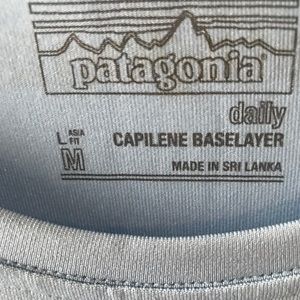 patagonia®
daily
L ASIA FIT
CAPILENE BASELAYER
M
MADE IN SRI LANKA